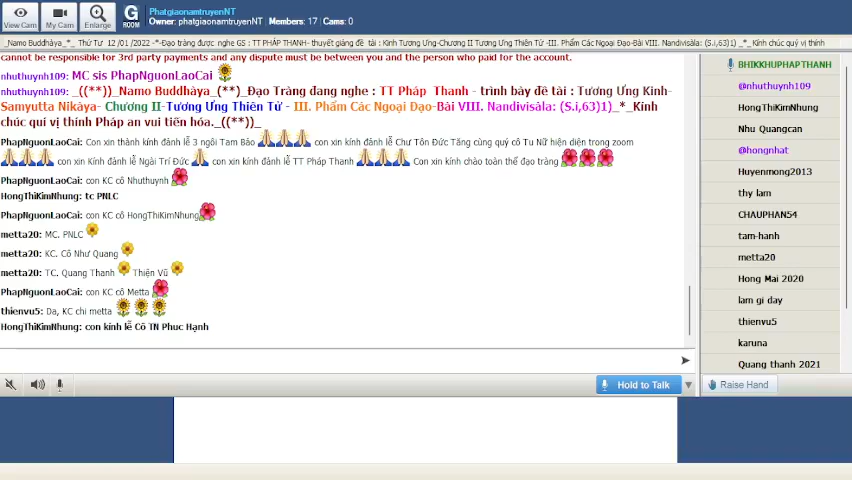 View Cam
My Cam
Enlarge
G
ROOM
PhatgiaonamtruyenNT
Owner: phatgiaonamtruyenNT | Members: 17 | Cams: 0
_Namo Buddhàya_*_ Thứ Tư 12 /01 /2022 -*-Đạo tràng được nghe GS : TT PHÁP THANH- thuyết giảng đề tài : Kinh Tương Ưng-Chương II Tương Ưng Thiên Tử -III. Phẩm Các Ngoại Đạo-Bài VIII. Nandivisàla: (S.i,63)1) _*_ Kính chúc quý vị thính
cannot be responsible for 3rd party payments and any dispute must be between you and the person who paid for the account.
nhuthuynh109: MC sis PhapNguonLaoCai
nhuthuynh109: _((**))_Namo Buddhàya_(**)_Đạo Tràng đang nghe : TT Pháp Thanh - trình bày đề tài : Tương Ưng Kinh-
Samyutta Nikàya- Chương II-Tương Ưng Thiên Tử - III. Phẩm Các Ngoại Đạo-Bài VIII. Nandivisàla: (S.i,63)1)_*_Kính
chúc quí vị thính Pháp an vui tiến hóa._((**))_
PhapNguonLaoCai: Con xin thành kính đảnh lễ 3 ngôi Tam Bảo con xin kính đảnh lễ Chư Tôn Đức Tăng cùng quý cô Tu Nữ hiện diện trong zoom
con xin Kính đảnh lễ Ngài Trí Đức con xin kính đảnh lễ TT Pháp Thanh Con xin kính chào toàn thể đạo tràng
PhapNguonLaoCai: con KC cô Nhuthuynh
HongThiKimNhung: tc PNLC
PhapNguonLaoCai: con KC cô HongThiKimNhung
metta20: MC. PNLC
metta20: KC. Cô Như Quang
metta20: TC. Quang Thanh Thiện Vũ
PhapNguonLaoCai: con KC cô Metta
thienvu5: Da, KC chi metta
HongThiKimNhung: con kính lễ Cô TN Phuc Hạnh
Hold to Talk
BHIKKHUPHAPTHANH
@nhuthuynh109
HongThiKimNhung
Nhu Quangcan
@hongnhat
Huyenmong2013
thy lam
CHAUPHAN54
tam-hanh
metta20
Hong Mai 2020
lam gi day
thienvu5
karuna
Quang thanh 2021
Raise Hand